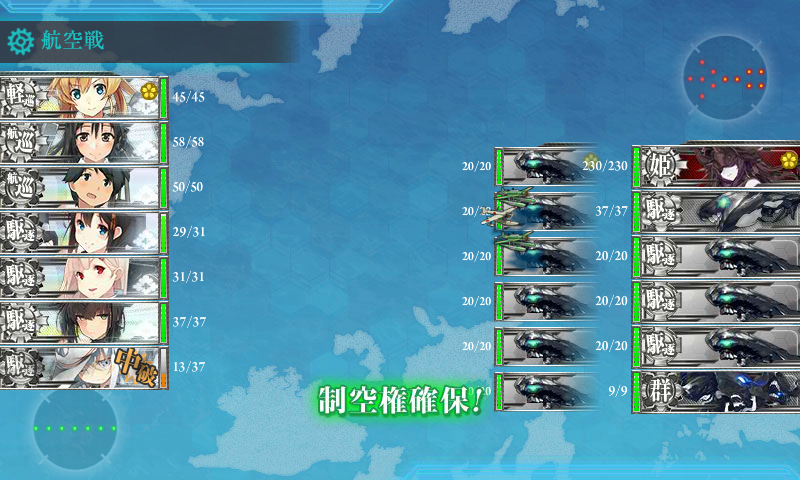 航空戦
軽巡 45/45
航巡 58/58
航巡 50/50
駆逐 29/31
駆逐 31/31
駆逐 37/37
駆逐 中破 13/37
20/20 230/230 姫
37/37 駆逐
20/20 20/20 駆逐
20/20 20/20 駆逐
20/20 20/20 駆逐
9/9 群
制空権確保!